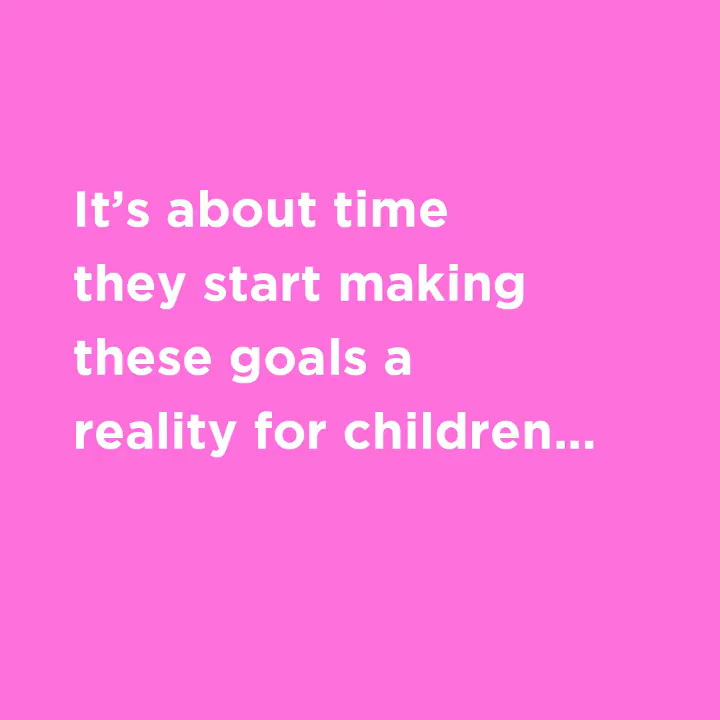 It’s about time
they start making
these goals a
reality for children...